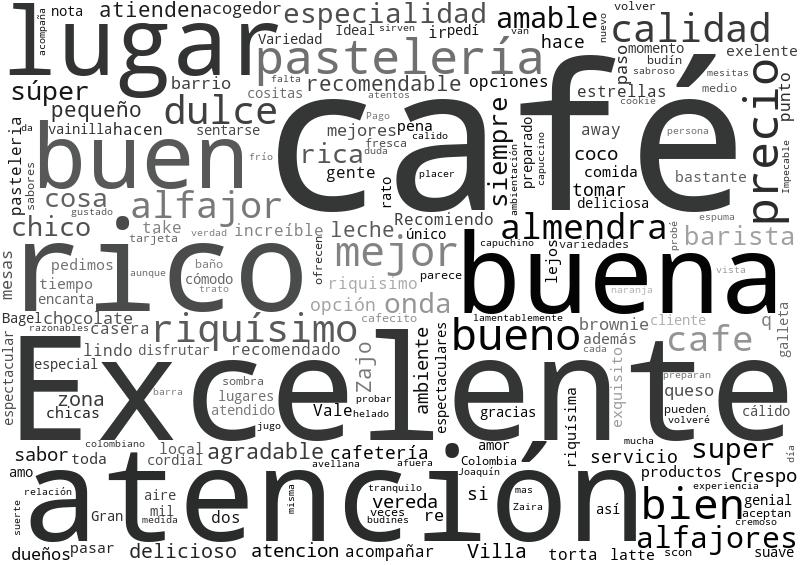 lugar
atienden
acogedor
nota
acompaña
especialidad
Variedad
Ideal
sirven
ir
pedí
amable
van
hace
volver
nuevo
calidad
pastelería
paso
momento
exelente
budín
sabroso
mesitas
súper
barrio
cositas
falta
recomendable
opciones
estrellas
medio
cookie
precio
punto
pequeño
dulce
café
Pago
atentos
da
vainilla
hacen
sentarse
mejores
pena
calido
fresca
duda
away
persona
Impecable
pasteleria
sabores
buen
frío
rica
gente
placer
rato
siempre
ambientación
preparado
capuccino
coco
comida
tomar
deliciosa
bastante
cosa
gustado
alfajor
chico
take
tarjeta
verdad
increíble
leche
Recomiendo
único
almendra
espuma
probé
barista
mesas
rico
pedimos
aunque
baño
cómodo
trato
ofrecen
mejor
capuchino
variedades
lejos
tiempo
encanta
riquisimo
parece
buena
vista
naranja
opción
onda
Bagel
chocolate
razonables
casera
riquísimo
cafecito
lamentablemente
bueno
brownie
además
cada
cliente
q
cafe
galleta
espectacular
lindo
disfrutar
recomendado
Zajo
ambiente
espectaculares
especial
zona
chicas
barra
sombra
lugares
atendido
jugo
Vale
probar
helado
gracias
Excelente
exquisito
preparan
queso
pueden
volveré
cálido
riquísima
colombiano
sabor
toda
local
cordial
agradable
cafetería
avellana
afuera
amor
Colombia
Joaquín
mucha
servicio
super
día
amo
relación
productos
Crespo
experiencia
suerte
atención
aire
mil
medida
Gran
dos
misma
tranquilo
veces
budines
vereda
re
si
mas
Zaira
así
bien
genial
aceptan
cremoso
dueños
pasar
delicioso
atencion
acompañar
Villa
torta
latte
alfajores
scon
suave